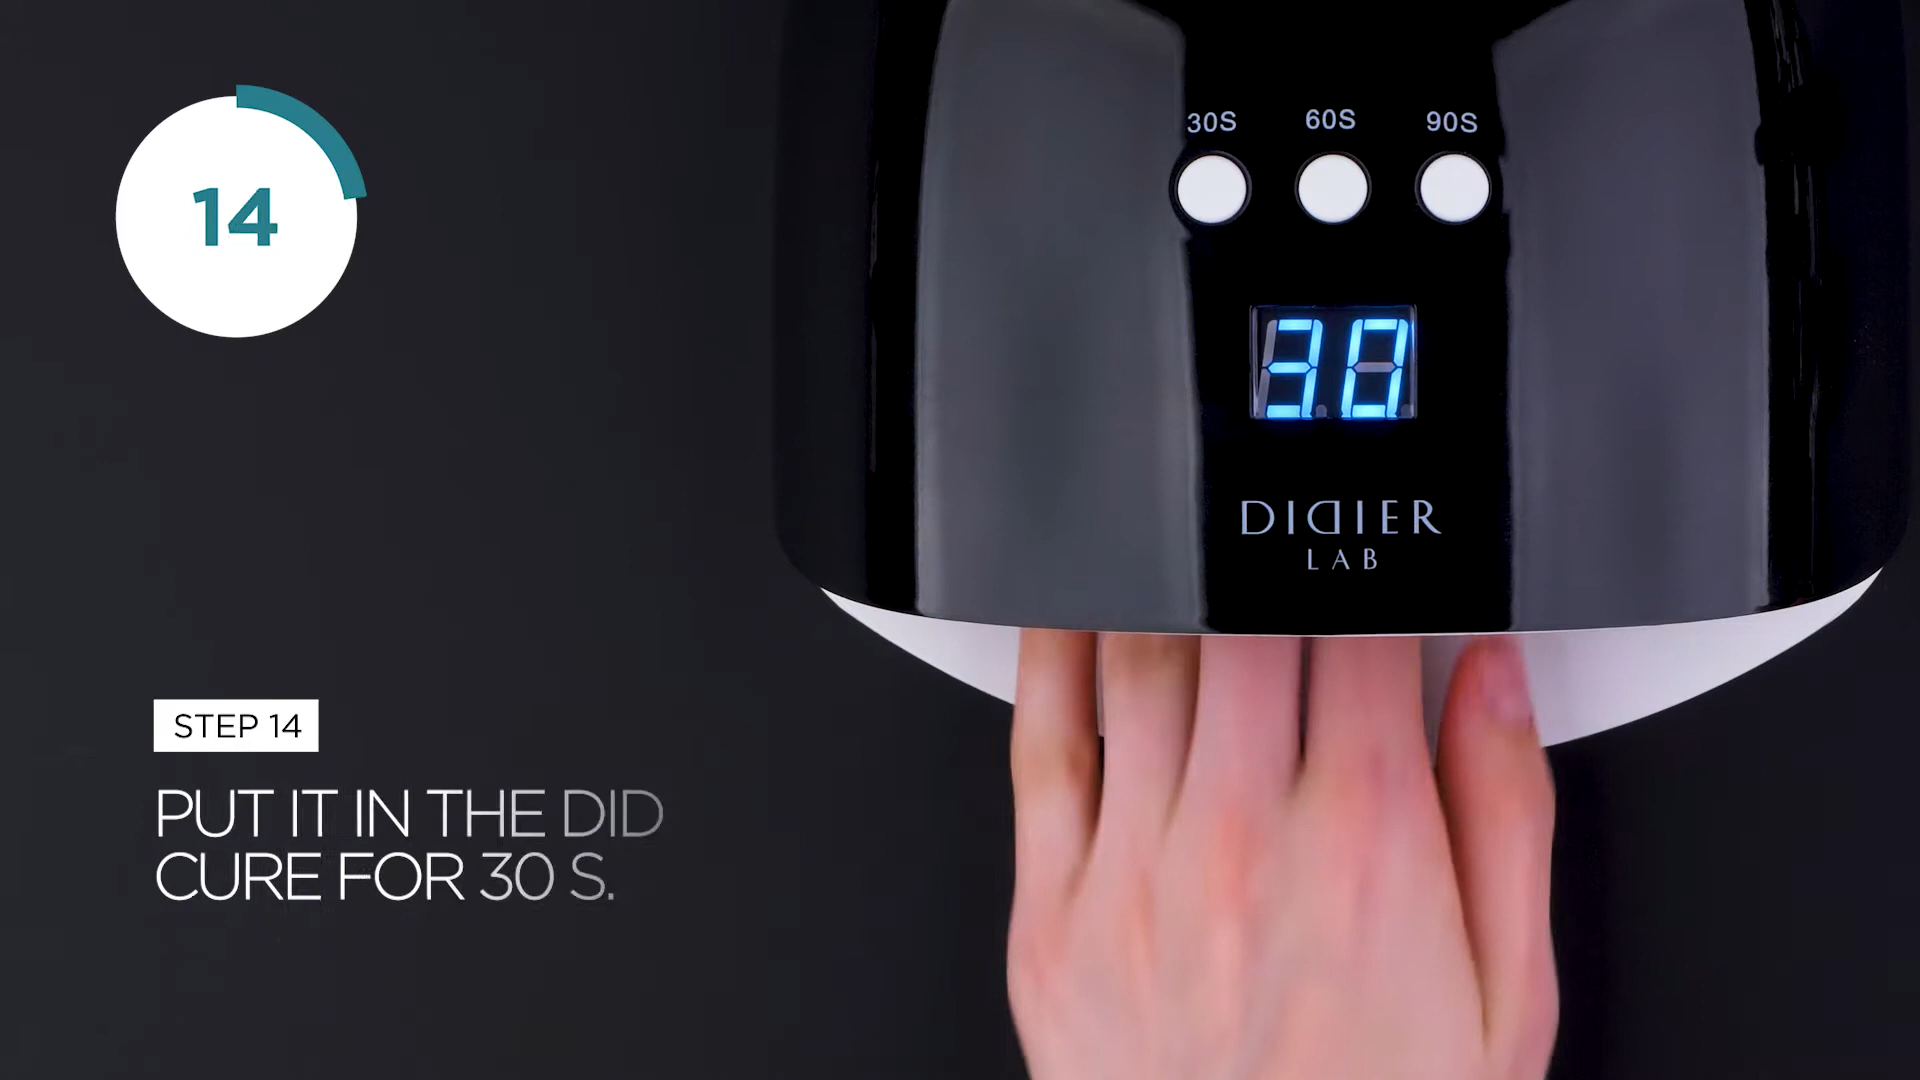 14
30S 60S 90S
30
DIDIER
LAB
STEP 14
PUT IT IN THE DID
CURE FOR 30 S.